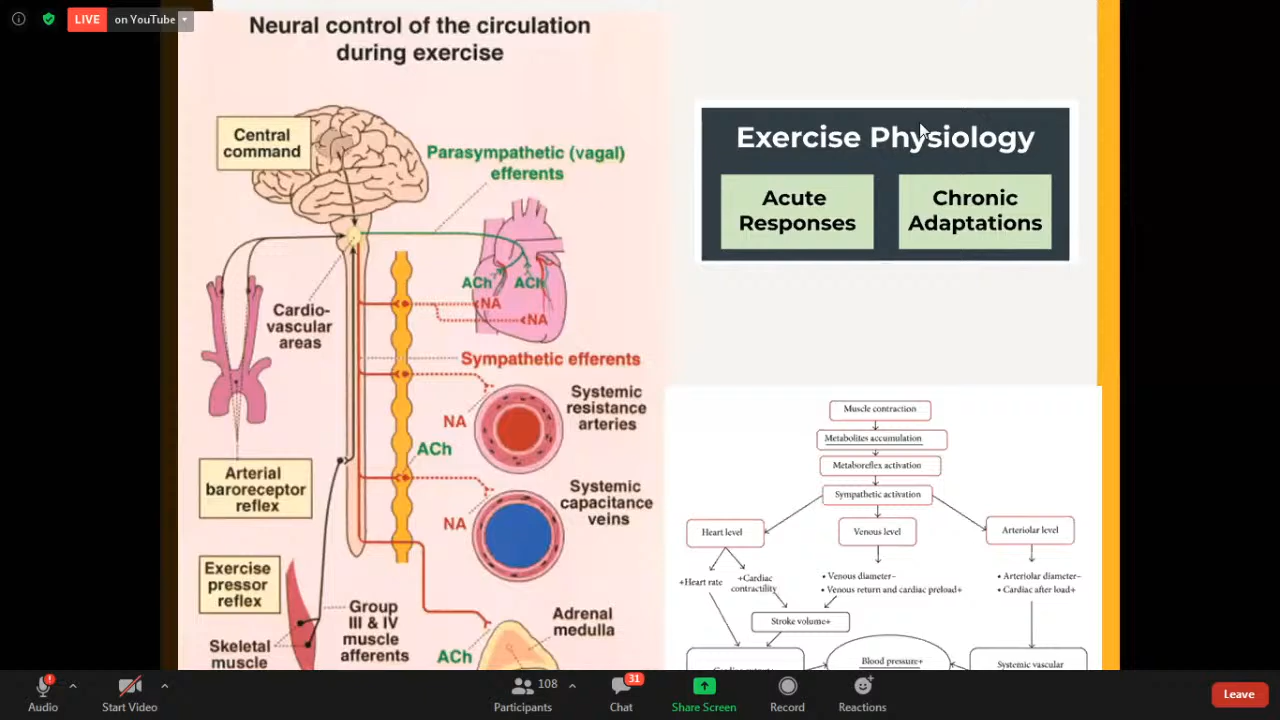 LIVE on YouTube
Neural control of the circulation
during exercise
Central
command
Parasympathetic (vagal)
efferents
ACh
ACh
NA
NA
Cardio-
vascular
areas
Sympathetic efferents
Systemic
resistance
arteries
NA
ACh
Arterial
baroreceptor
reflex
Systemic
capacitance
veins
NA
Exercise
pressor
reflex
Group
III & IV
muscle
afferents
Skeletal
muscle
Adrenal
medulla
ACh
Exercise Physiology
Acute
Responses
Chronic
Adaptations
Muscle contraction
Metabolites accumulation
Metaboreflex activation
Sympathetic activation
Heart level
Venous level
Arteriolar level
+Heart rate
+Cardiac
contractility
• Venous diameter–
• Venous return and cardiac preload+
• Arteriolar diameter–
• Cardiac after load+
Stroke volume+
Blood pressure+
Systemic vascular
Audio
Start Video
108
Participants
31
Chat
Share Screen
Record
Reactions
Leave